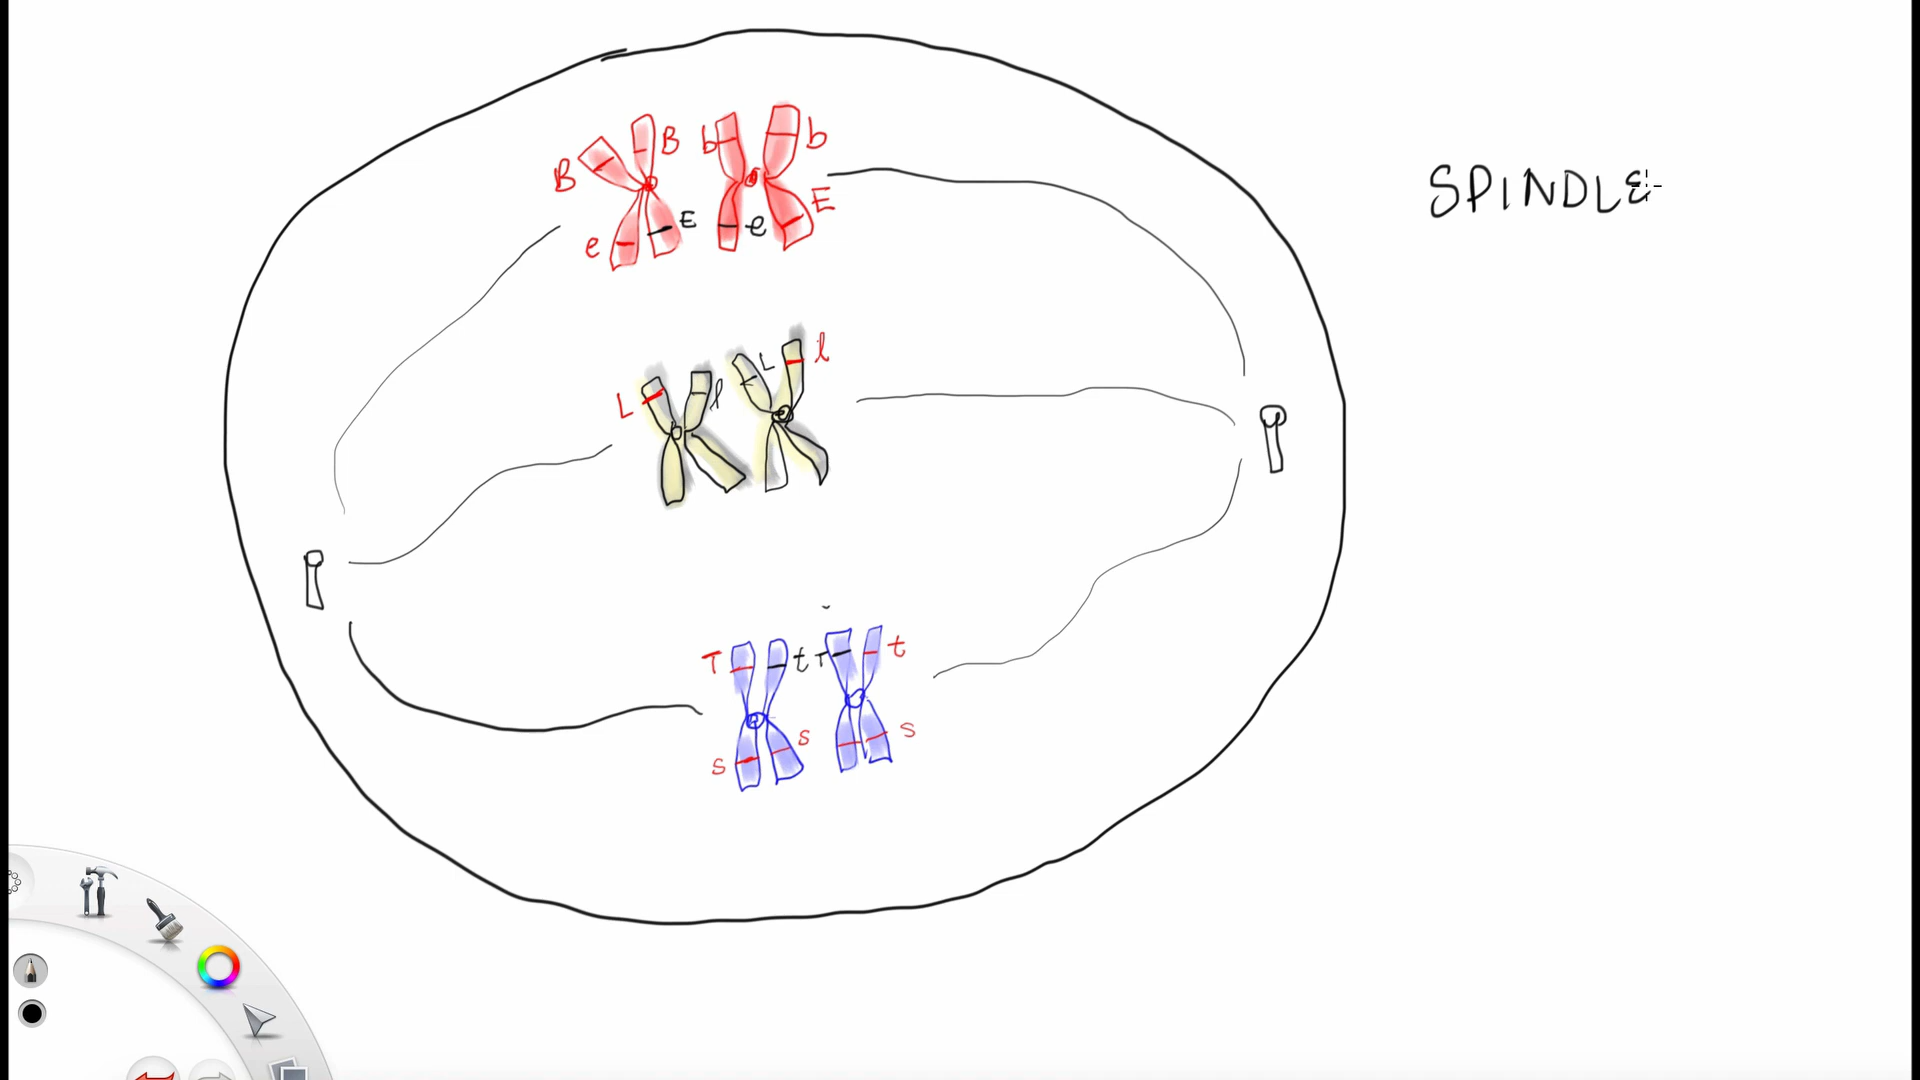 B B b b
e E e E
L l L l
T t T t
s s s
SPINDLE